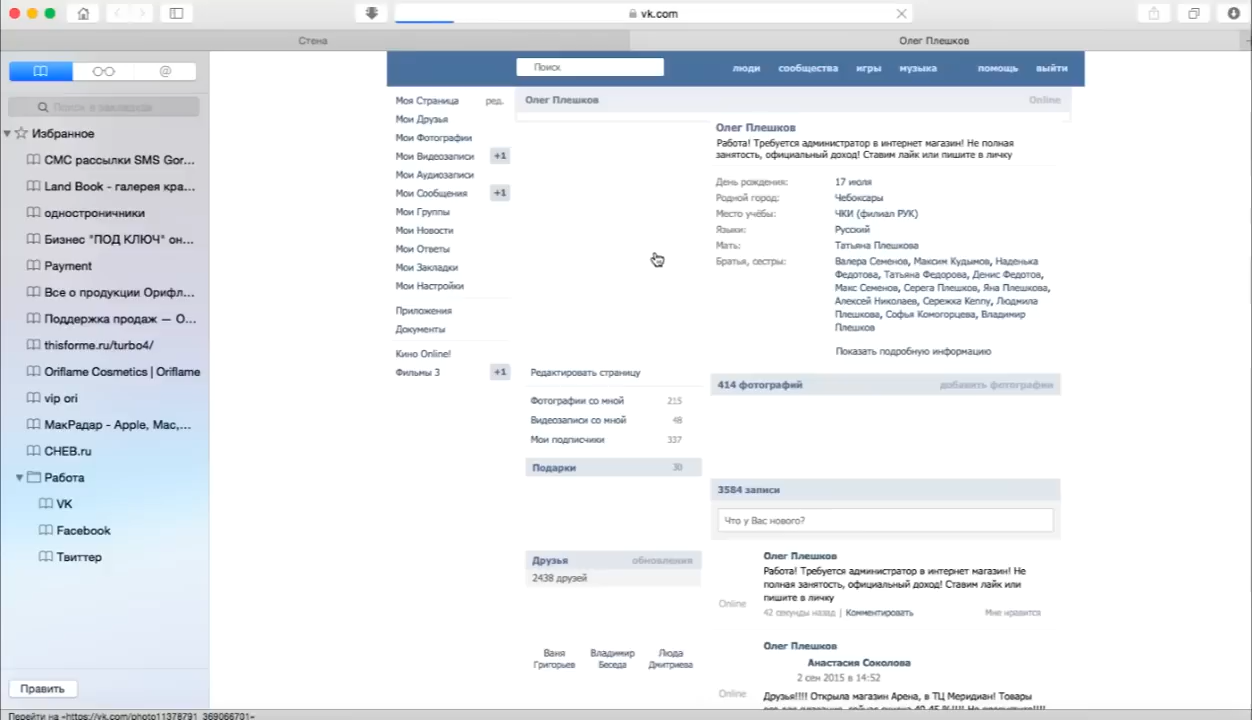 vk.com
Стена
Олег Плешков
Поиск в закладках
Избранное
СМС рассылки SMS Gor...
Land Book - галерея кра...
одностроничники
Бизнес "ПОД КЛЮЧ" он...
Payment
Все о продукции Орифл...
Поддержка продаж — О...
thisforme.ru/turbo4/
Oriflame Cosmetics | Oriflame
vip ori
МакРадар - Apple, Mac,...
CHEB.ru
Работа
VK
Facebook
Твиттер
Править
Перейти на «https://vk.com/photo11378791_369066701»
Поиск
люди сообщества игры музыка помощь выйти
Моя Страница ред.
Мои Друзья
Мои Фотографии
Мои Видеозаписи +1
Мои Аудиозаписи
Мои Сообщения +1
Мои Группы
Мои Новости
Мои Ответы
Мои Закладки
Мои Настройки
Приложения
Документы
Кино Online!
Фильмы 3 +1
Олег Плешков Online
Редактировать страницу
Фотографии со мной 215
Видеозаписи со мной 48
Мои подписчики 337
Подарки 30
Друзья обновления
2438 друзей
Ваня Григорьев
Владимир Беседа
Люда Дмитриева
Олег Плешков
Работа! Требуется администратор в интернет магазин! Не полная
занятость, официальный доход! Ставим лайк или пишите в личку
День рождения: 17 июля
Родной город: Чебоксары
Место учёбы: ЧКИ (филиал РУК)
Языки: Русский
Мать: Татьяна Плешкова
Братья, сестры: Валера Семенов, Максим Кудымов, Наденька
Федотова, Татьяна Федорова, Денис Федотов,
Макс Семенов, Серега Плешков, Яна Плешкова,
Алексей Николаев, Сережка Kenny, Людмила
Плешкова, Софья Комогорцева, Владимир
Плешков
Показать подробную информацию
414 фотографий добавить фотографии
3584 записи
Что у Вас нового?
Олег Плешков
Работа! Требуется администратор в интернет магазин! Не
полная занятость, официальный доход! Ставим лайк или
пишите в личку
Online
42 секунды назад | Комментировать Мне нравится
Олег Плешков
Анастасия Соколова
2 сен 2015 в 14:52
Online
Друзья!!!! Открыла магазин Арена, в ТЦ Меридиан! Товары